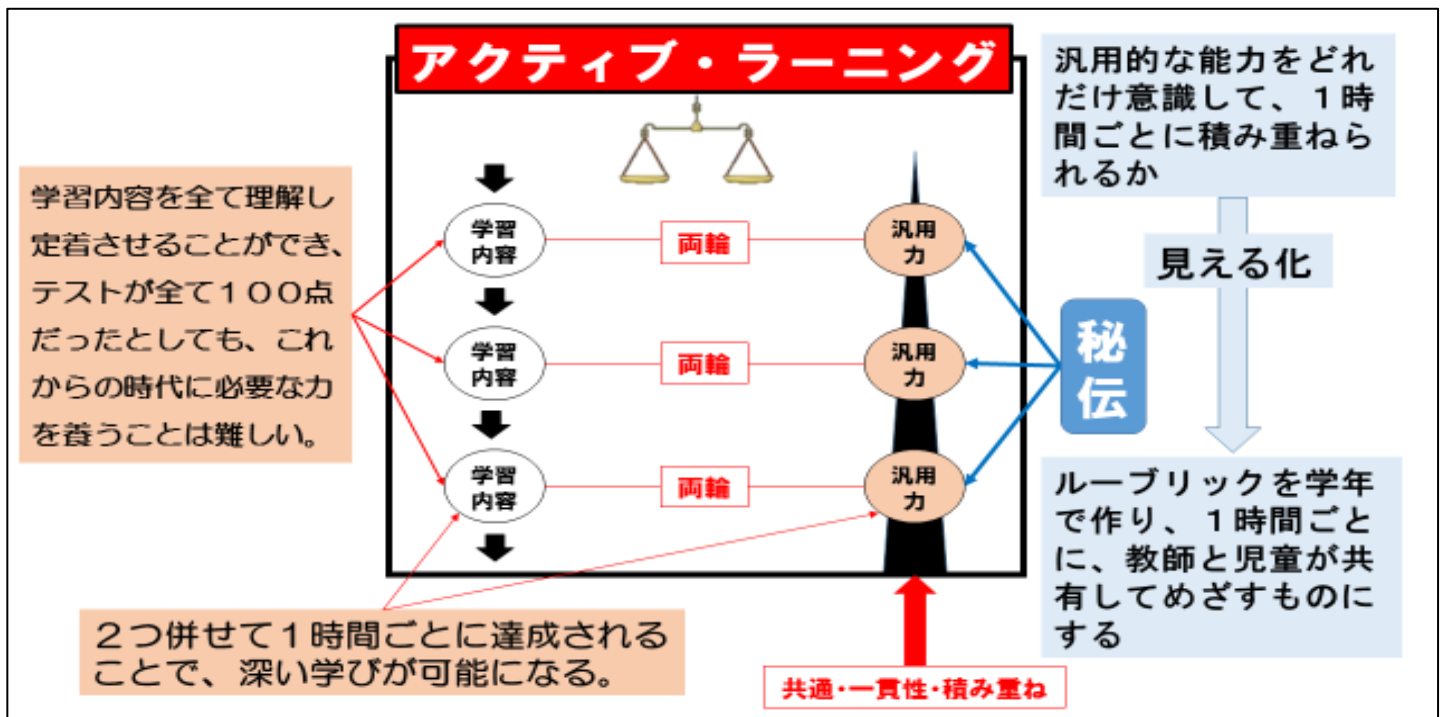 アクティブ・ラーニング
学習内容を全て理解し
定着させることができ、
テストが全て１００点
だったとしても、これ
からの時代に必要な力
を養うことは難しい。
学習
内容
両輪
汎用
力
学習
内容
両輪
汎用
力
学習
内容
両輪
汎用
力
２つ併せて１時間ごとに達成される
ことで、深い学びが可能になる。
共通・一貫性・積み重ね
汎用的な能力をどれ
だけ意識して、１時
間ごとに積み重ねら
れるか
見える化
秘
伝
ルーブリックを学年
で作り、１時間ごと
に、教師と児童が共
有してめざすものに
する